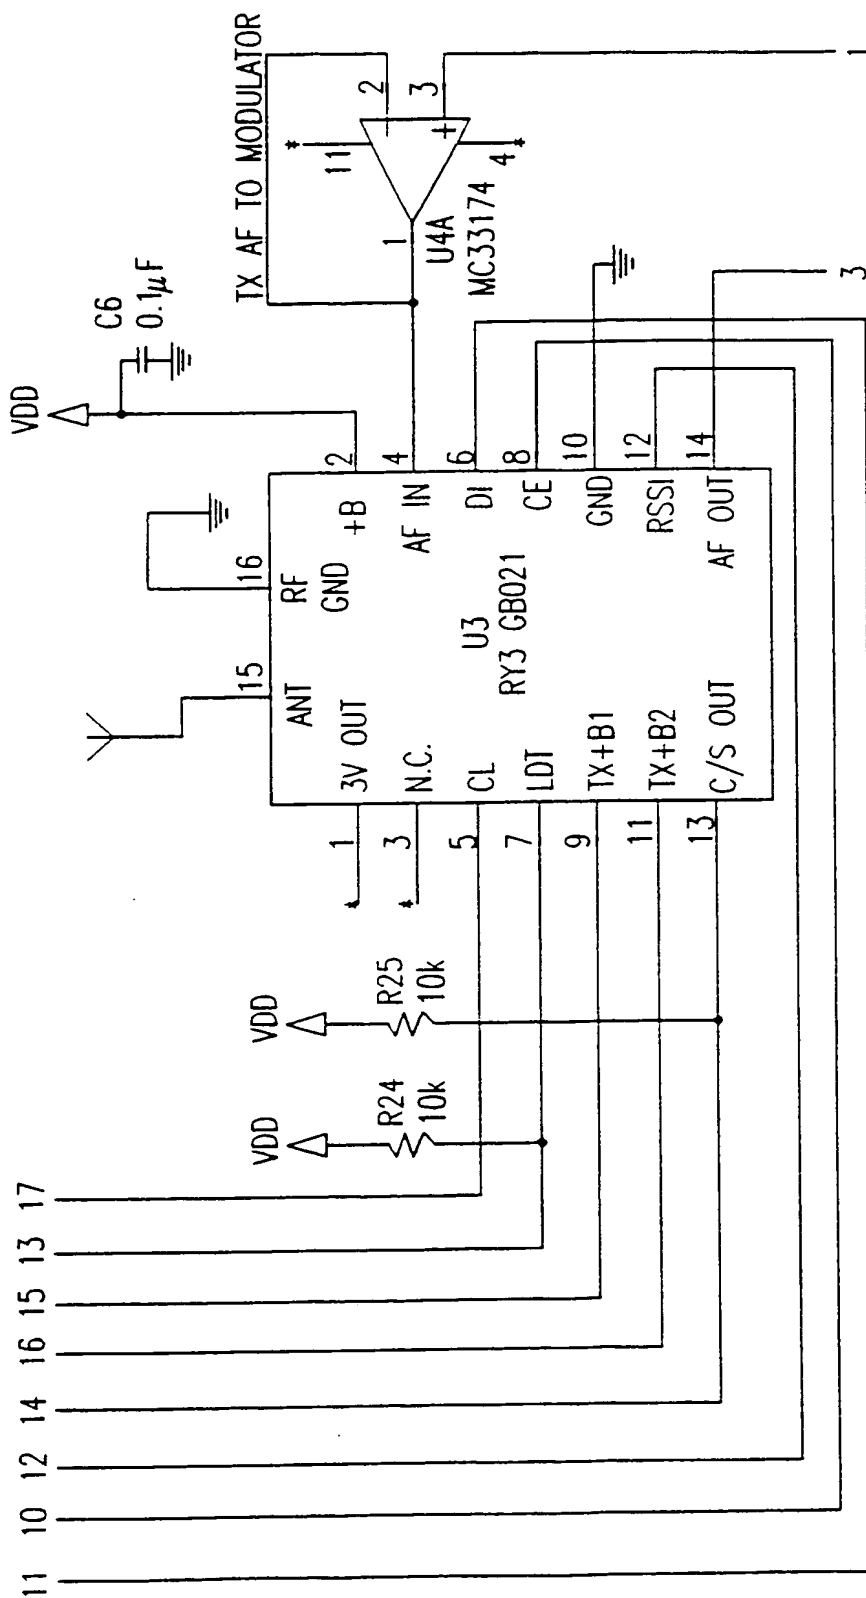 11
10
12
14
16
15
13
17
VDD
R24
10k
VDD
R25
10k
1
3
5
7
9
11
13
3V OUT
N.C.
CL
LDT
TX+B1
TX+B2
C/S OUT
15
ANT
16
RF
GND
U3
RY3 GB021
+B
AF IN
DI
CE
GND
RSSI
AF OUT
2
4
6
8
10
12
14
VDD
C6
0.1µF
TX AF TO MODULATOR
1
U4A
MC33174
11
4
2
3
+
3
1